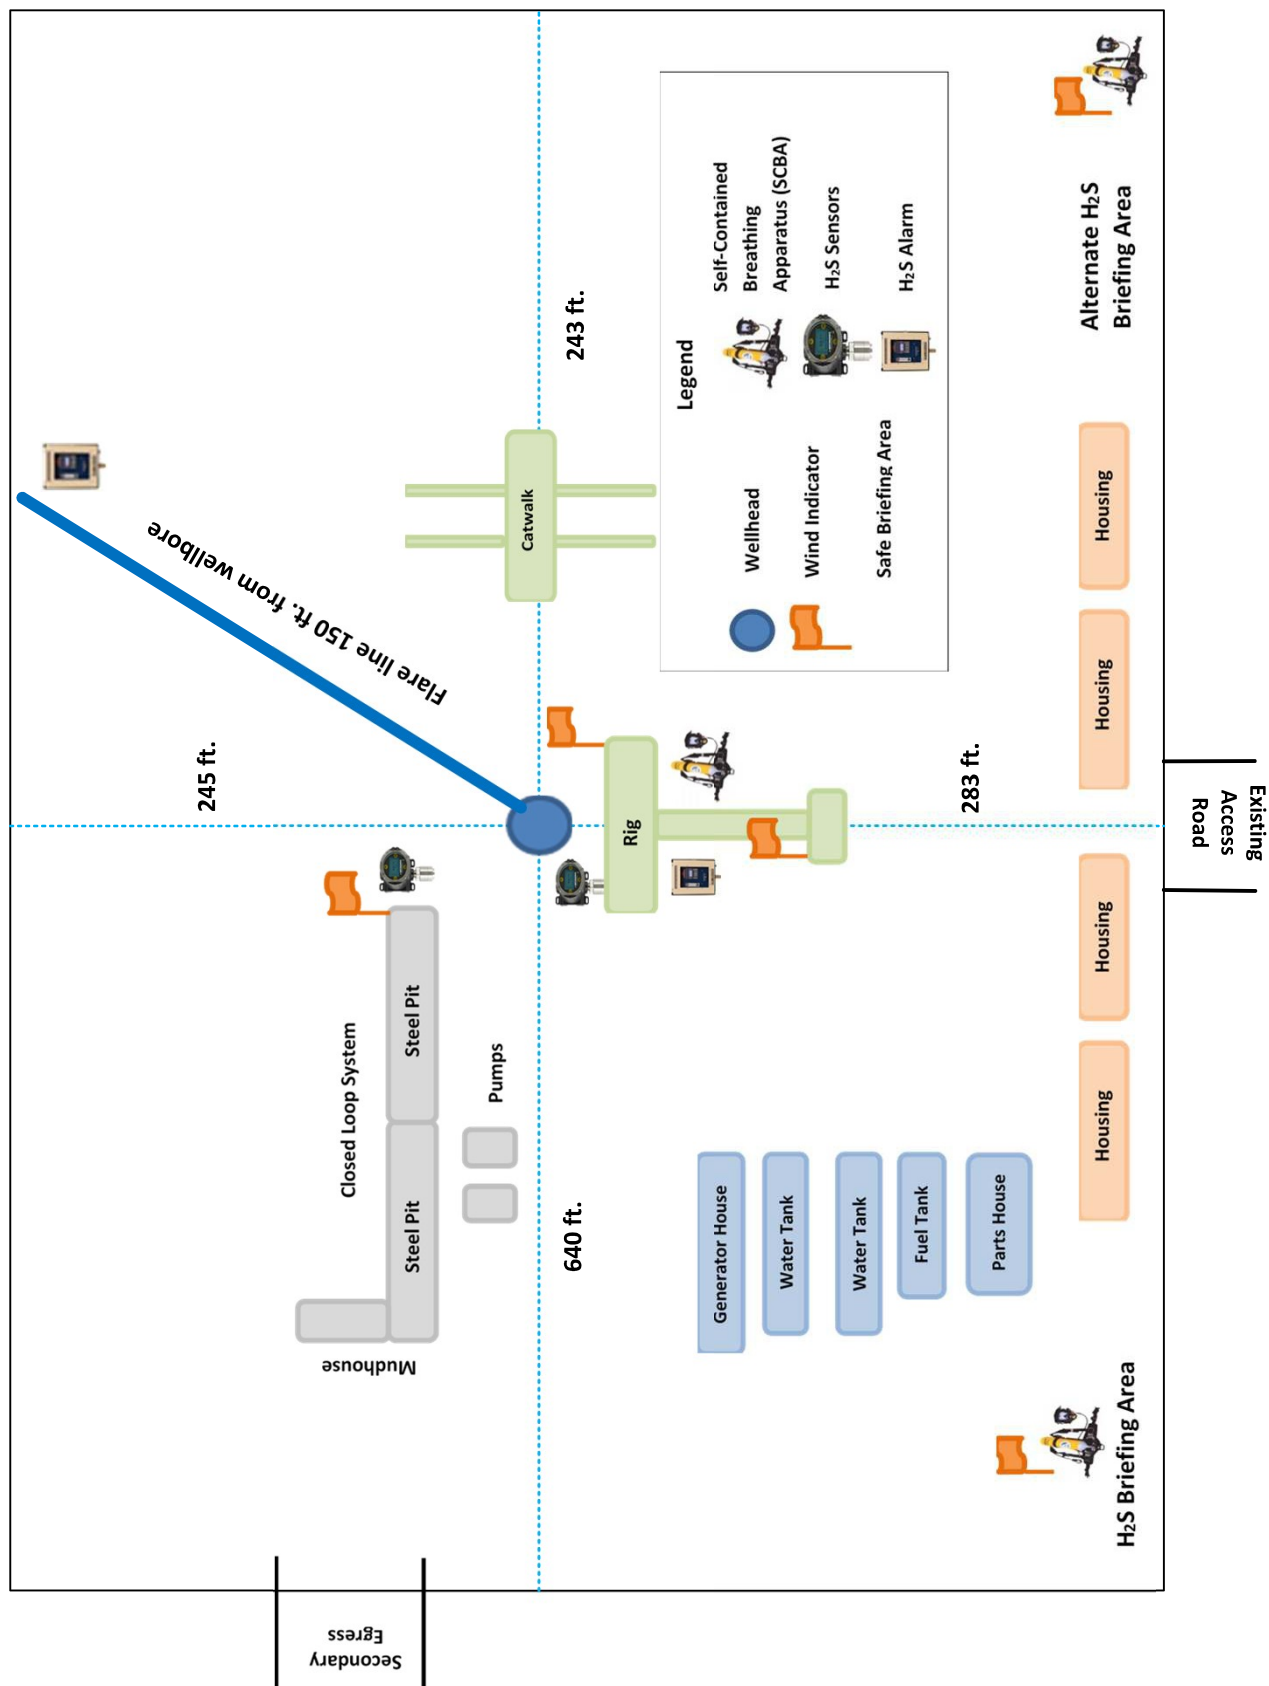 Secondary
Egress
Mudhouse
Closed Loop System
Steel Pit
Steel Pit
Pumps
245 ft.
640 ft.
243 ft.
283 ft.
Flare line 150 ft. from wellbore
Catwalk
Rig
Generator House
Water Tank
Water Tank
Fuel Tank
Parts House
Legend
Wellhead
Wind Indicator
Safe Briefing Area
Self-Contained
Breathing
Apparatus (SCBA)
H₂S Sensors
H₂S Alarm
Housing
Housing
Housing
Housing
H₂S Briefing Area
Alternate H₂S
Briefing Area
Existing
Access
Road